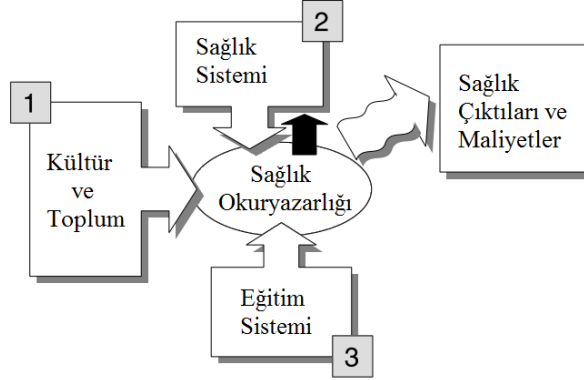 1
Kültür
ve
Toplum
2
Sağlık
Sistemi
Sağlık
Okuryazarlığı
Eğitim
Sistemi
3
Sağlık
Çıktıları ve
Maliyetler